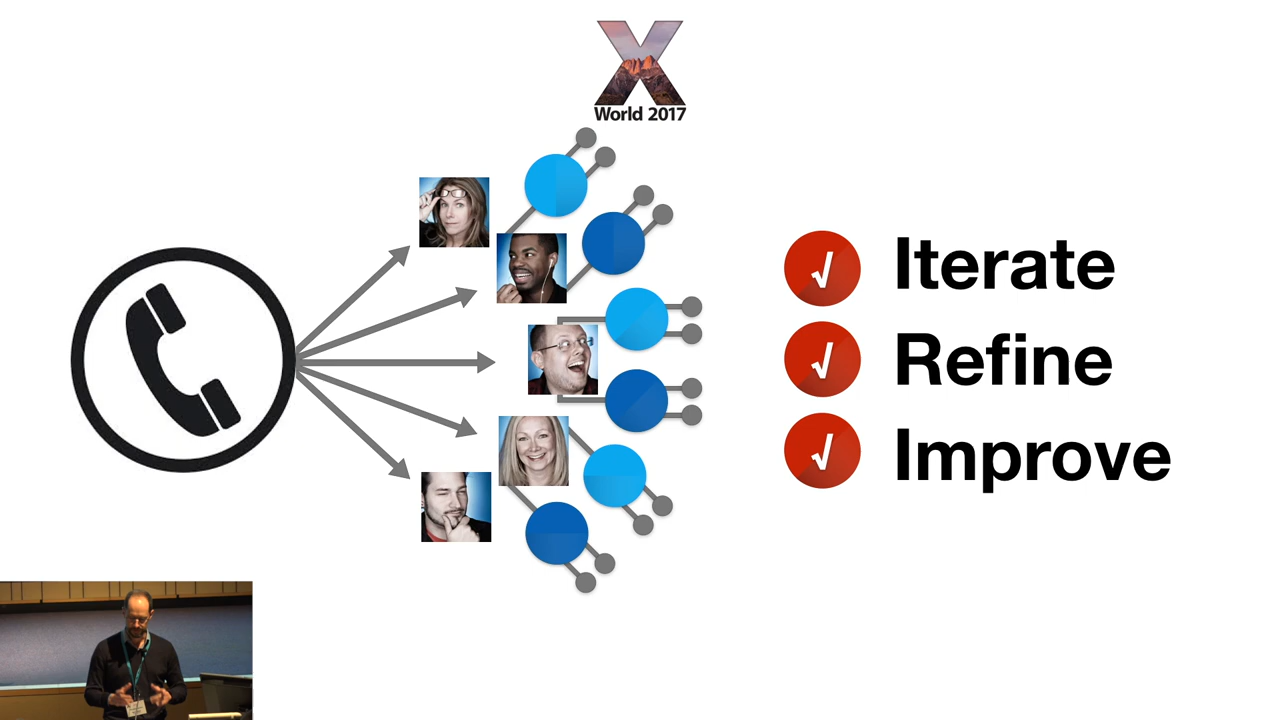 X
World 2017
√ Iterate
√ Refine
√ Improve